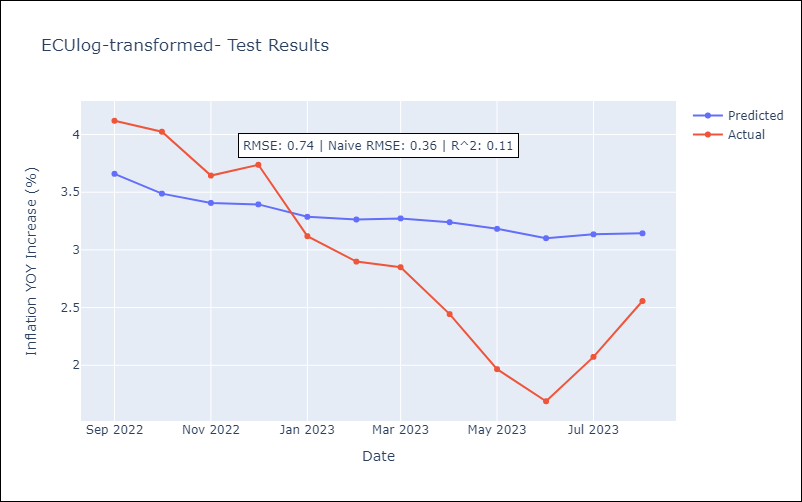 ECUlog-transformed- Test Results
Predicted
Actual
RMSE: 0.74 | Naive RMSE: 0.36 | R^2: 0.11
Inflation YOY Increase (%)
4
3.5
3
2.5
2
Sep 2022
Nov 2022
Jan 2023
Mar 2023
May 2023
Jul 2023
Date